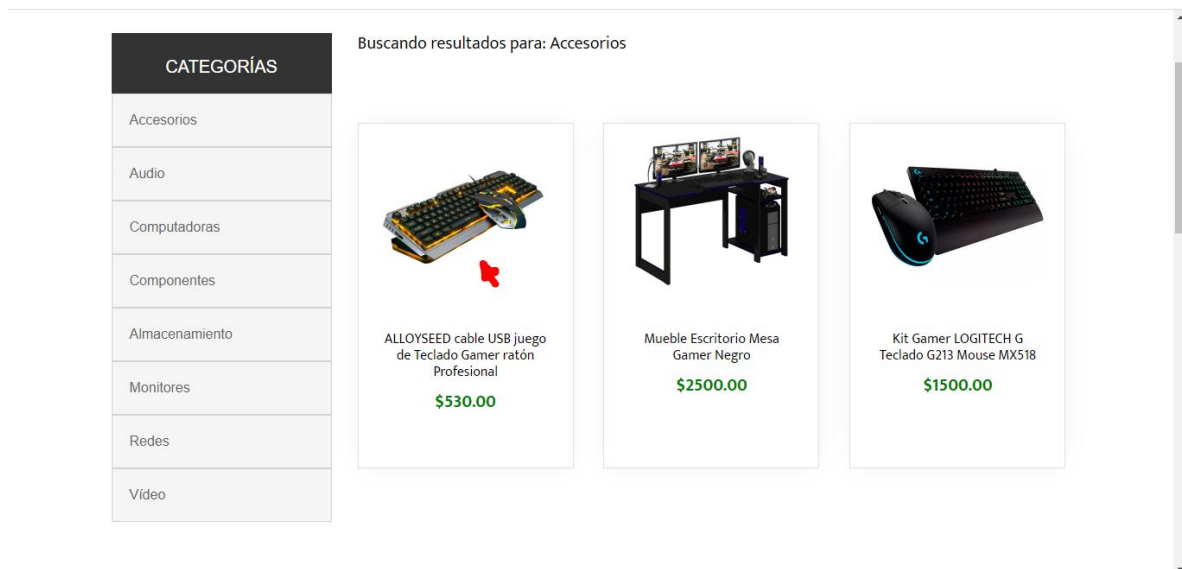 CATEGORÍAS
Accesorios
Audio
Computadoras
Componentes
Almacenamiento
Monitores
Redes
Vídeo
Buscando resultados para: Accesorios
ALLOYSEED cable USB juego
de Teclado Gamer ratón
Profesional
$530.00
Mueble Escritorio Mesa
Gamer Negro
$2500.00
Kit Gamer LOGITECH G
Teclado G213 Mouse MX518
$1500.00